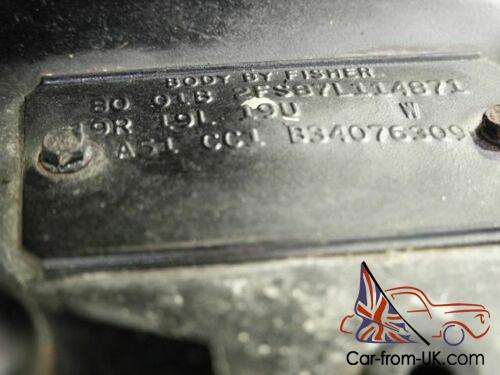 BODY BY FISHER
80 01B 2FS87L114871
19R 19L 19U W
A51 CC1 B34076309
Car-from-UK.com